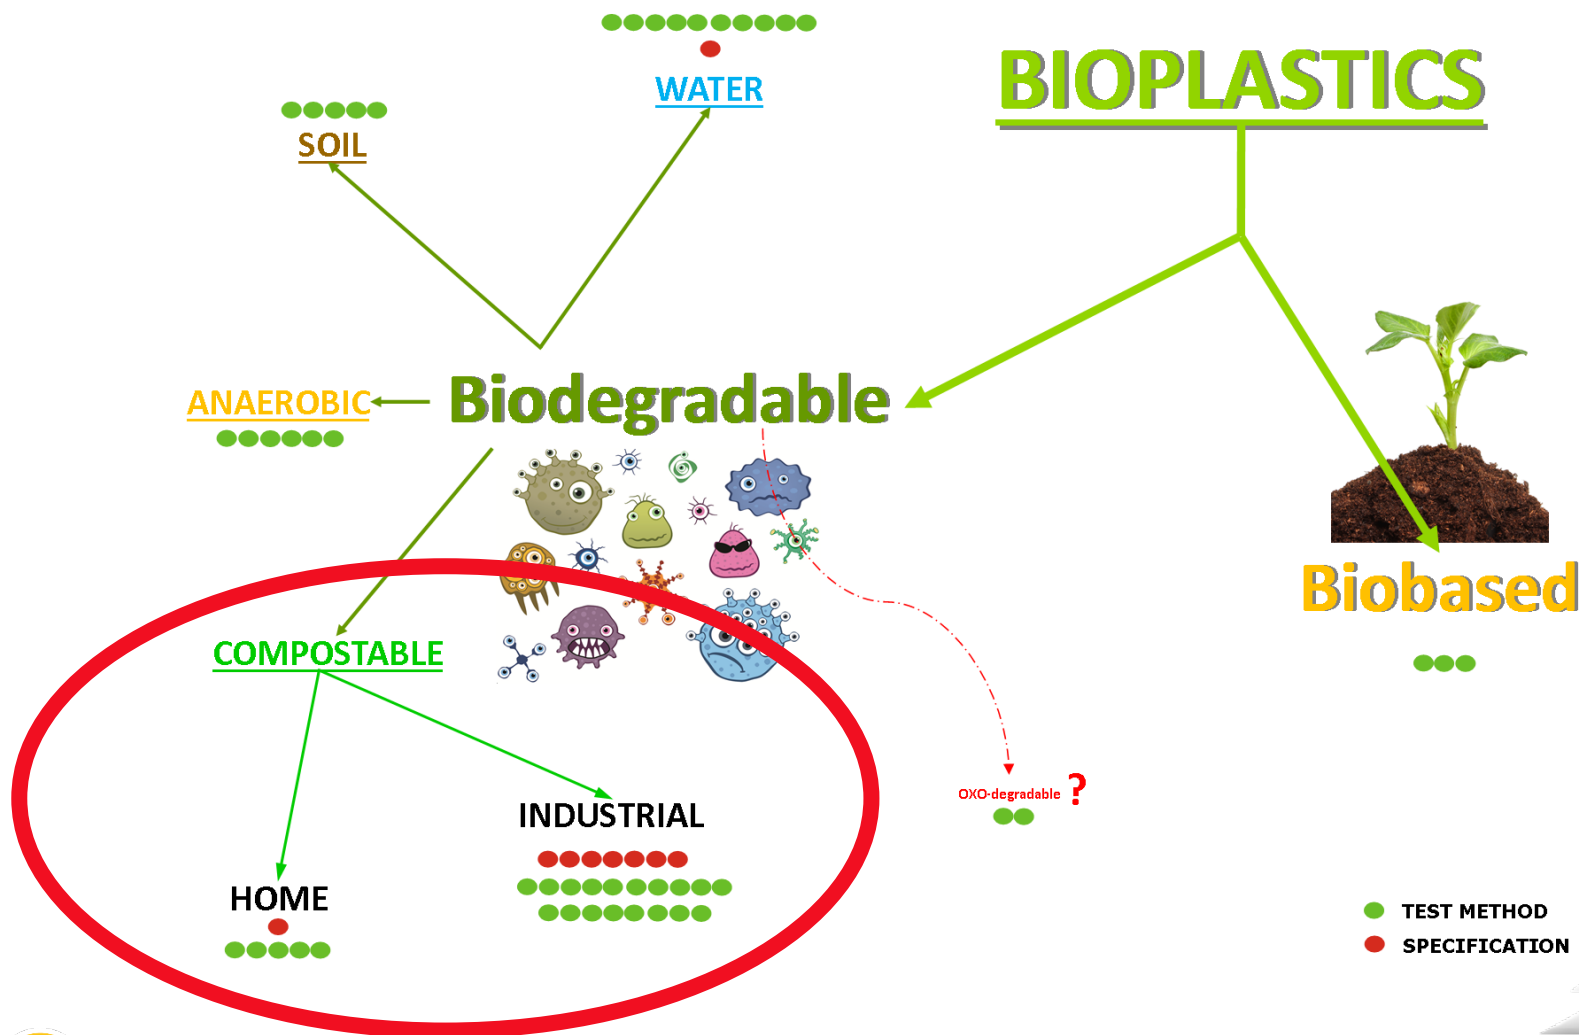 BIOPLASTICS
WATER
SOIL
Biodegradable
ANAEROBIC
Biobased
COMPOSTABLE
OXO-degradable ?
INDUSTRIAL
HOME
TEST METHOD
SPECIFICATION